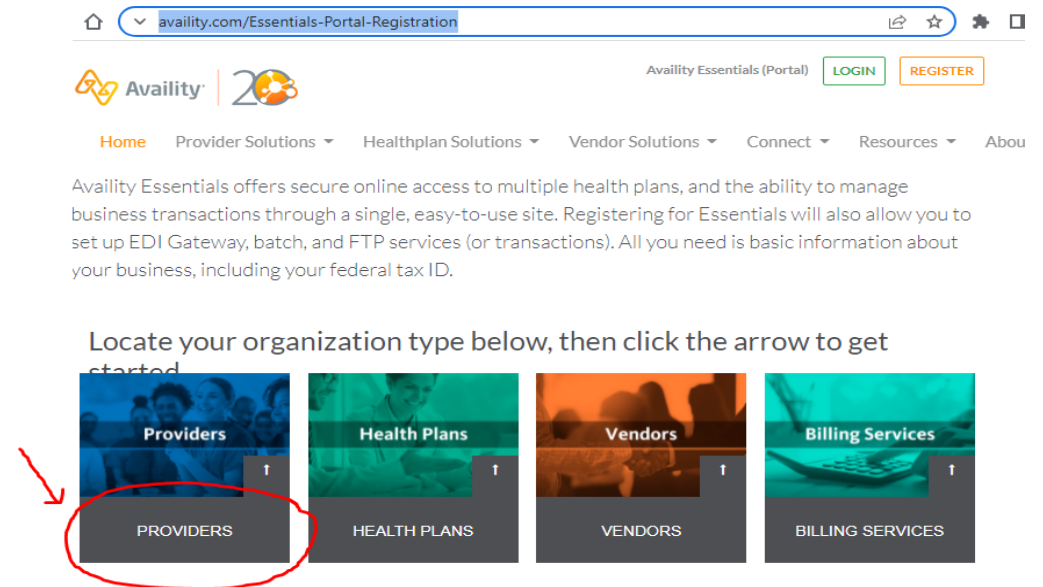 availity.com/Essentials-Portal-Registration
Availity 20 Availity Essentials (Portal) LOGIN REGISTER
Home Provider Solutions Healthplan Solutions Vendor Solutions Connect Resources Abou
Availity Essentials offers secure online access to multiple health plans, and the ability to manage
business transactions through a single, easy-to-use site. Registering for Essentials will also allow you to
set up EDI Gateway, batch, and FTP services (or transactions). All you need is basic information about
your business, including your federal tax ID.
Locate your organization type below, then click the arrow to get
started
Providers Health Plans Vendors Billing Services
PROVIDERS HEALTH PLANS VENDORS BILLING SERVICES